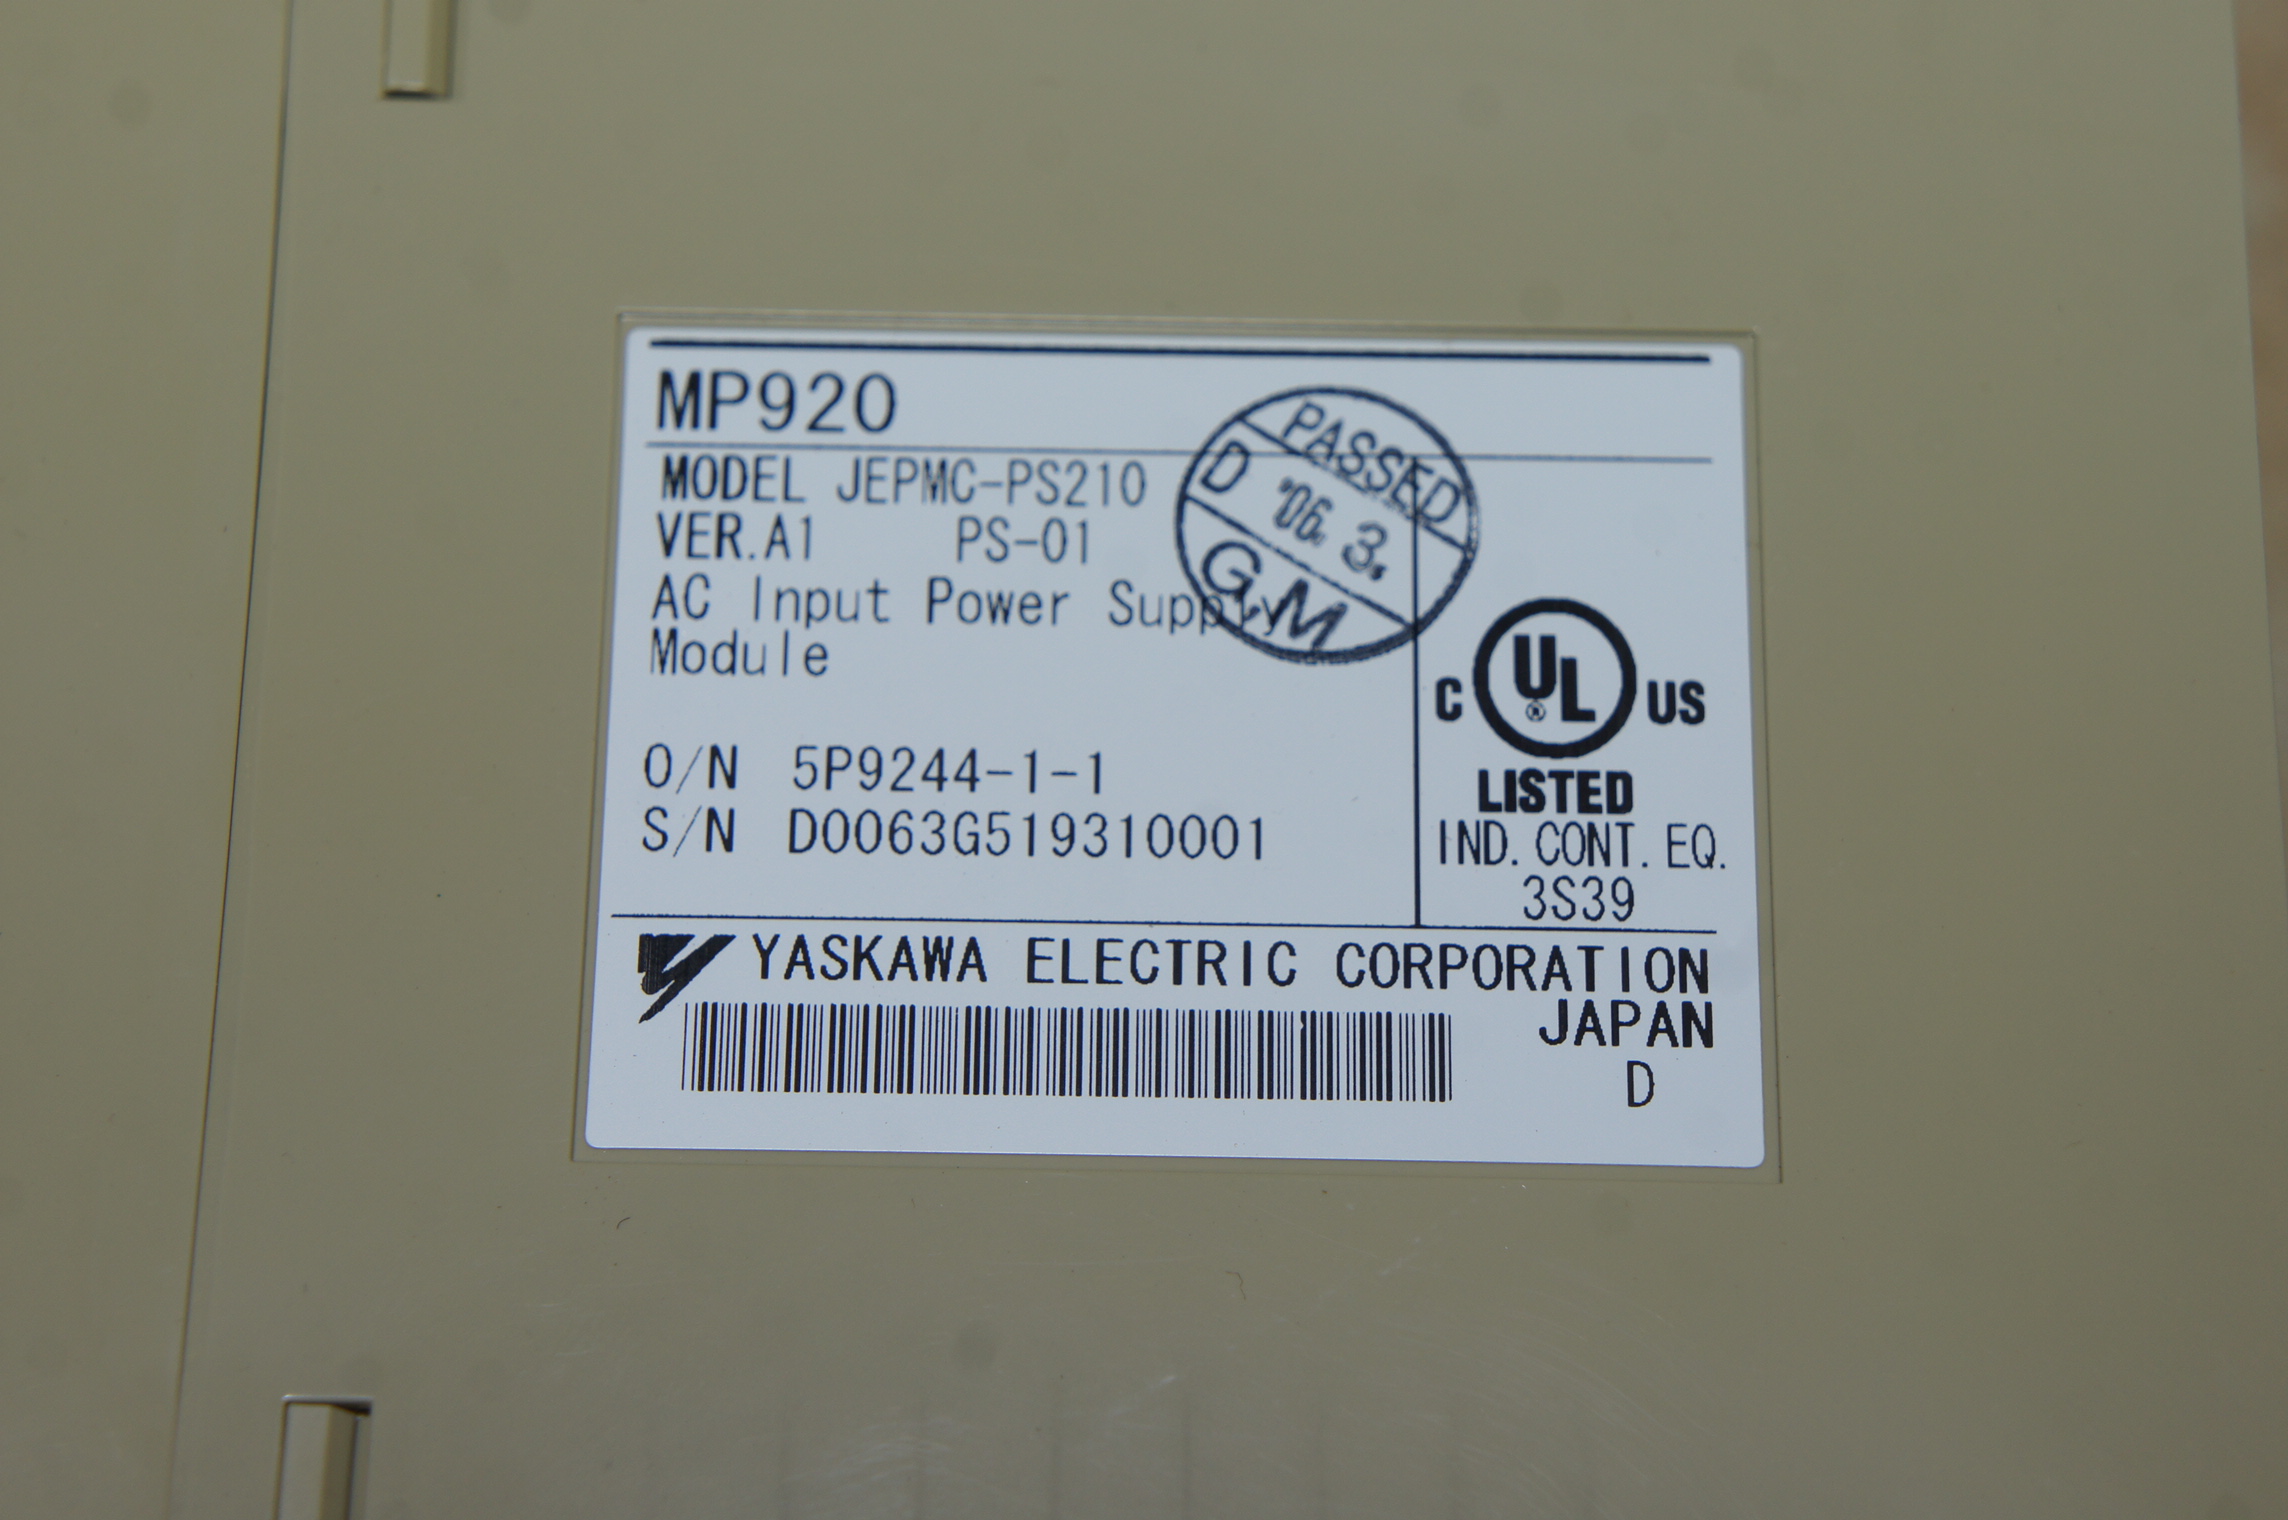 MP920
MODEL JEPMC-PS210
VER.A1 PS-01
AC Input Power Supply
Module
PASSED
D '06. 3.
G.M
O/N 5P9244-1-1
S/N D0063G519310001
C UL® US
LISTED
IND. CONT. EQ.
3S39
YASKAWA ELECTRIC CORPORATION
JAPAN
D